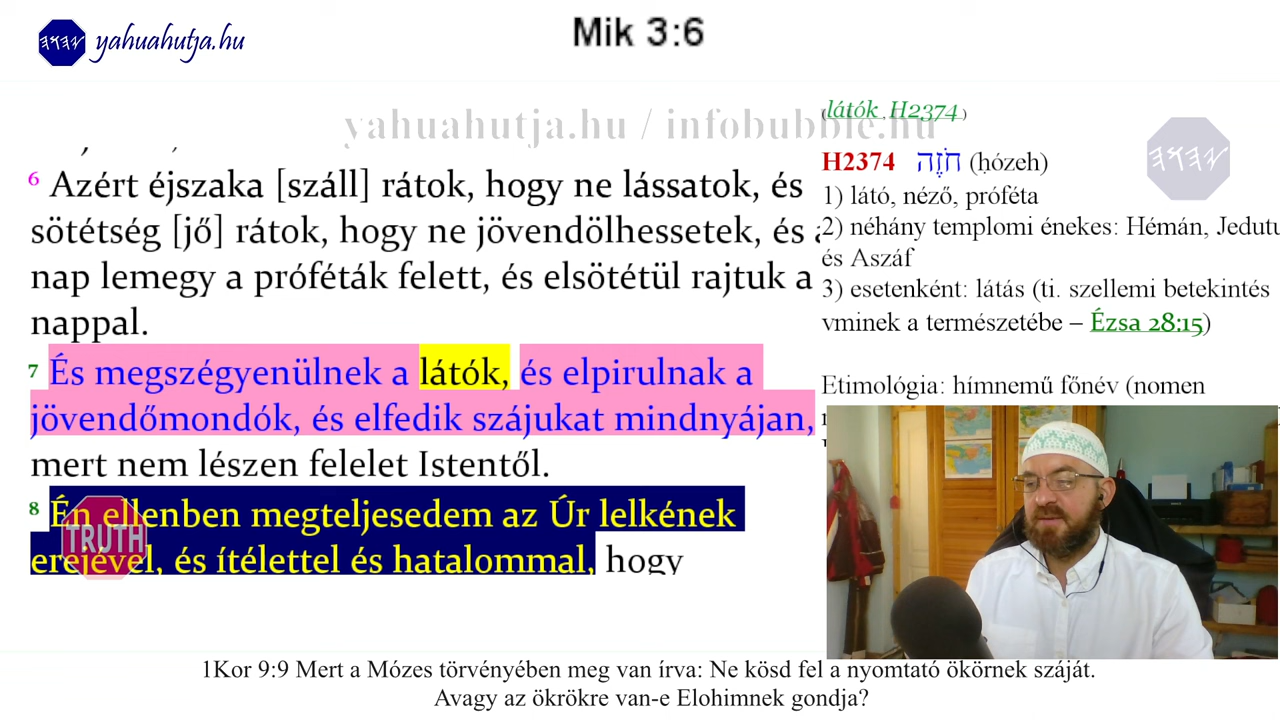 yahuahutja.hu
Mik 3:6
yahuahutja.hu / infobubble.hu
6 Azért éjszaka [száll] rátok, hogy ne lássatok, és
sötétség [jő] rátok, hogy ne jövendölhessetek, és
nap lemegy a próféták felett, és elsötétül rajtuk a
nappal.
7 És megszégyenülnek a látók, és elpirulnak a
jövendőmondók, és elfedik szájukat mindnyájan,
mert nem lészen felelet Istentől.
8 Én ellenben megteljesedem az Úr lelkének
erejével, és ítélettel és hatalommal, hogy
TRUTH
(látók , H2374 )
H2374 חֹזֶה (ḥózeh)
1) látó, néző, próféta
2) néhány templomi énekes: Hémán, Jedutu
és Aszáf
3) esetenként: látás (ti. szellemi betekintés
vminek a természetébe – Ézsa 28:15)
Etimológia: hímnemű főnév (nomen
1Kor 9:9 Mert a Mózes törvényében meg van írva: Ne kösd fel a nyomtató ökörnek száját.
Avagy az ökrökre van-e Elohimnek gondja?